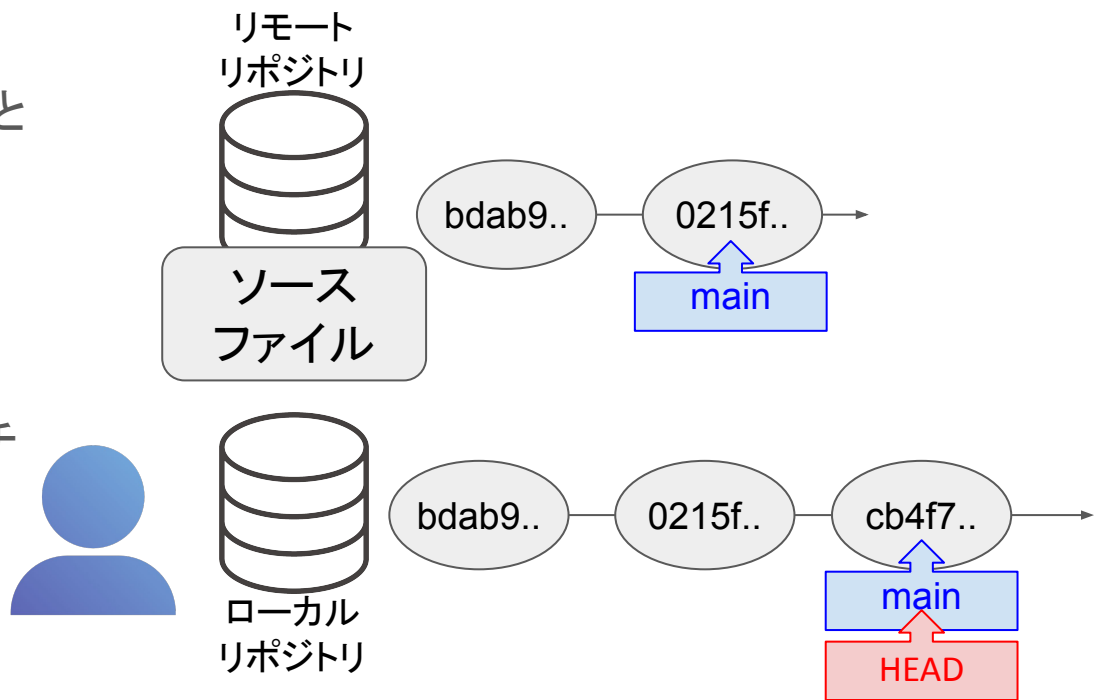 リモート
リポジトリ
と
bdab9..
0215f..
ソース
ファイル
main
bdab9..
0215f..
cb4f7..
ローカル
リポジトリ
main
HEAD